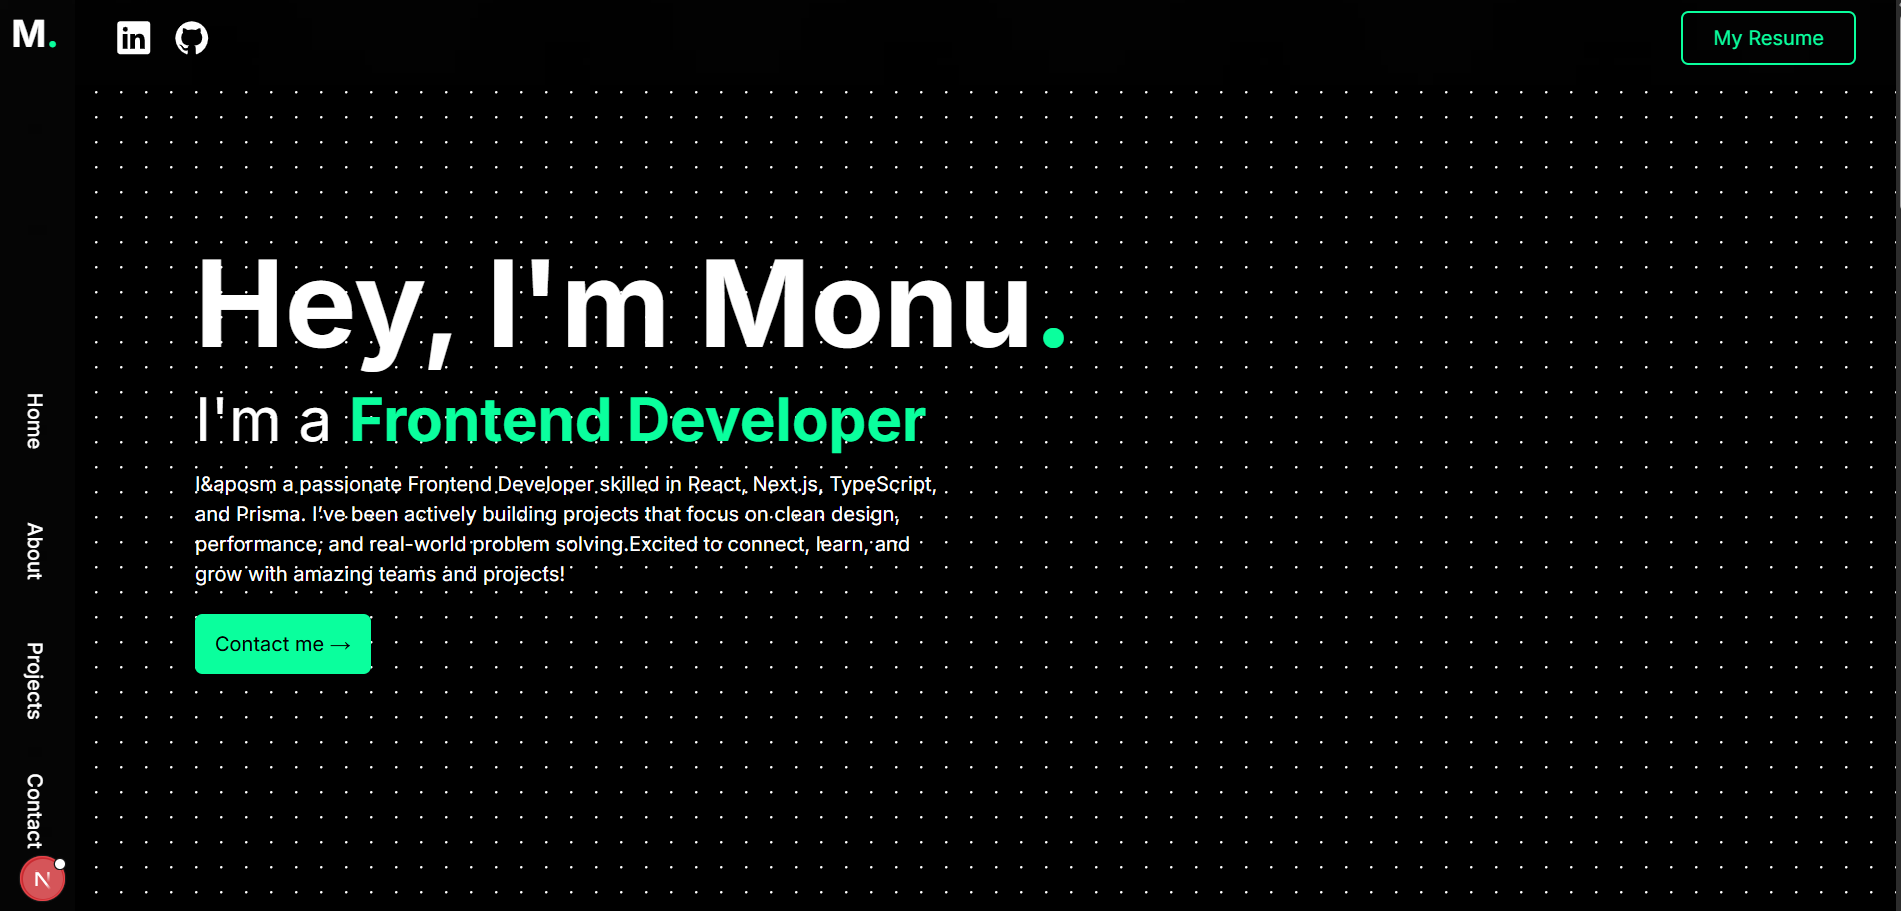 M.
in
My Resume
Hey, I'm Monu.
I'm a Frontend Developer
I&aposm a passionate Frontend Developer skilled in React, Next.js, TypeScript,
and Prisma. I’ve been actively building projects that focus on clean design,
performance, and real-world problem solving.Excited to connect, learn, and
grow with amazing teams and projects!
Contact me →
Home
About
Projects
Contact
N